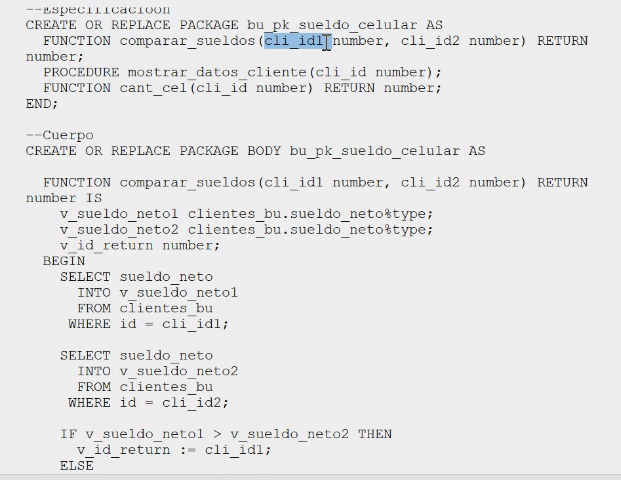 --Especificacioon
CREATE OR REPLACE PACKAGE bu_pk_sueldo_celular AS
FUNCTION comparar_sueldos(cli_id1 number, cli_id2 number) RETURN
number;
PROCEDURE mostrar_datos_cliente(cli_id number);
FUNCTION cant_cel(cli_id number) RETURN number;
END;
--Cuerpo
CREATE OR REPLACE PACKAGE BODY bu_pk_sueldo_celular AS
FUNCTION comparar_sueldos(cli_id1 number, cli_id2 number) RETURN
number IS
v_sueldo_neto1 clientes_bu.sueldo_neto%type;
v_sueldo_neto2 clientes_bu.sueldo_neto%type;
v_id_return number;
BEGIN
SELECT sueldo_neto
INTO v_sueldo_neto1
FROM clientes_bu
WHERE id = cli_id1;
SELECT sueldo_neto
INTO v_sueldo_neto2
FROM clientes_bu
WHERE id = cli_id2;
IF v_sueldo_neto1 > v_sueldo_neto2 THEN
v_id_return := cli_id1;
ELSE